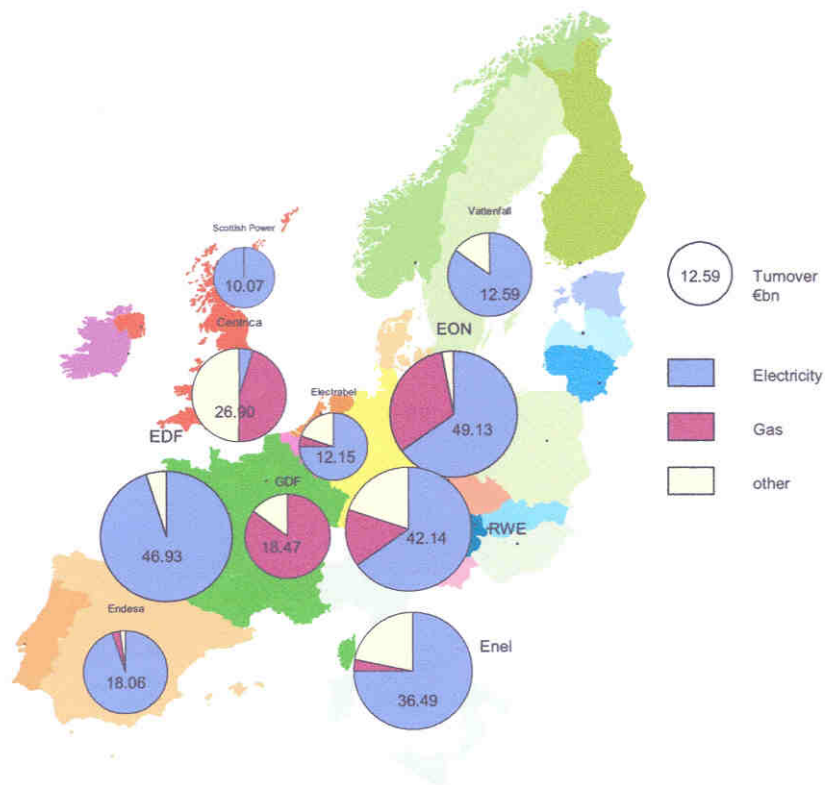 Scottish Power
10.07
Vattenfall
12.59
12.59
Turnover
€bn
Centrica
26.90
EON
49.13
Electricity
Electrabel
12.15
Gas
EDF
46.93
other
GDF
18.47
42.14
RWE
Endesa
18.06
Enel
36.49